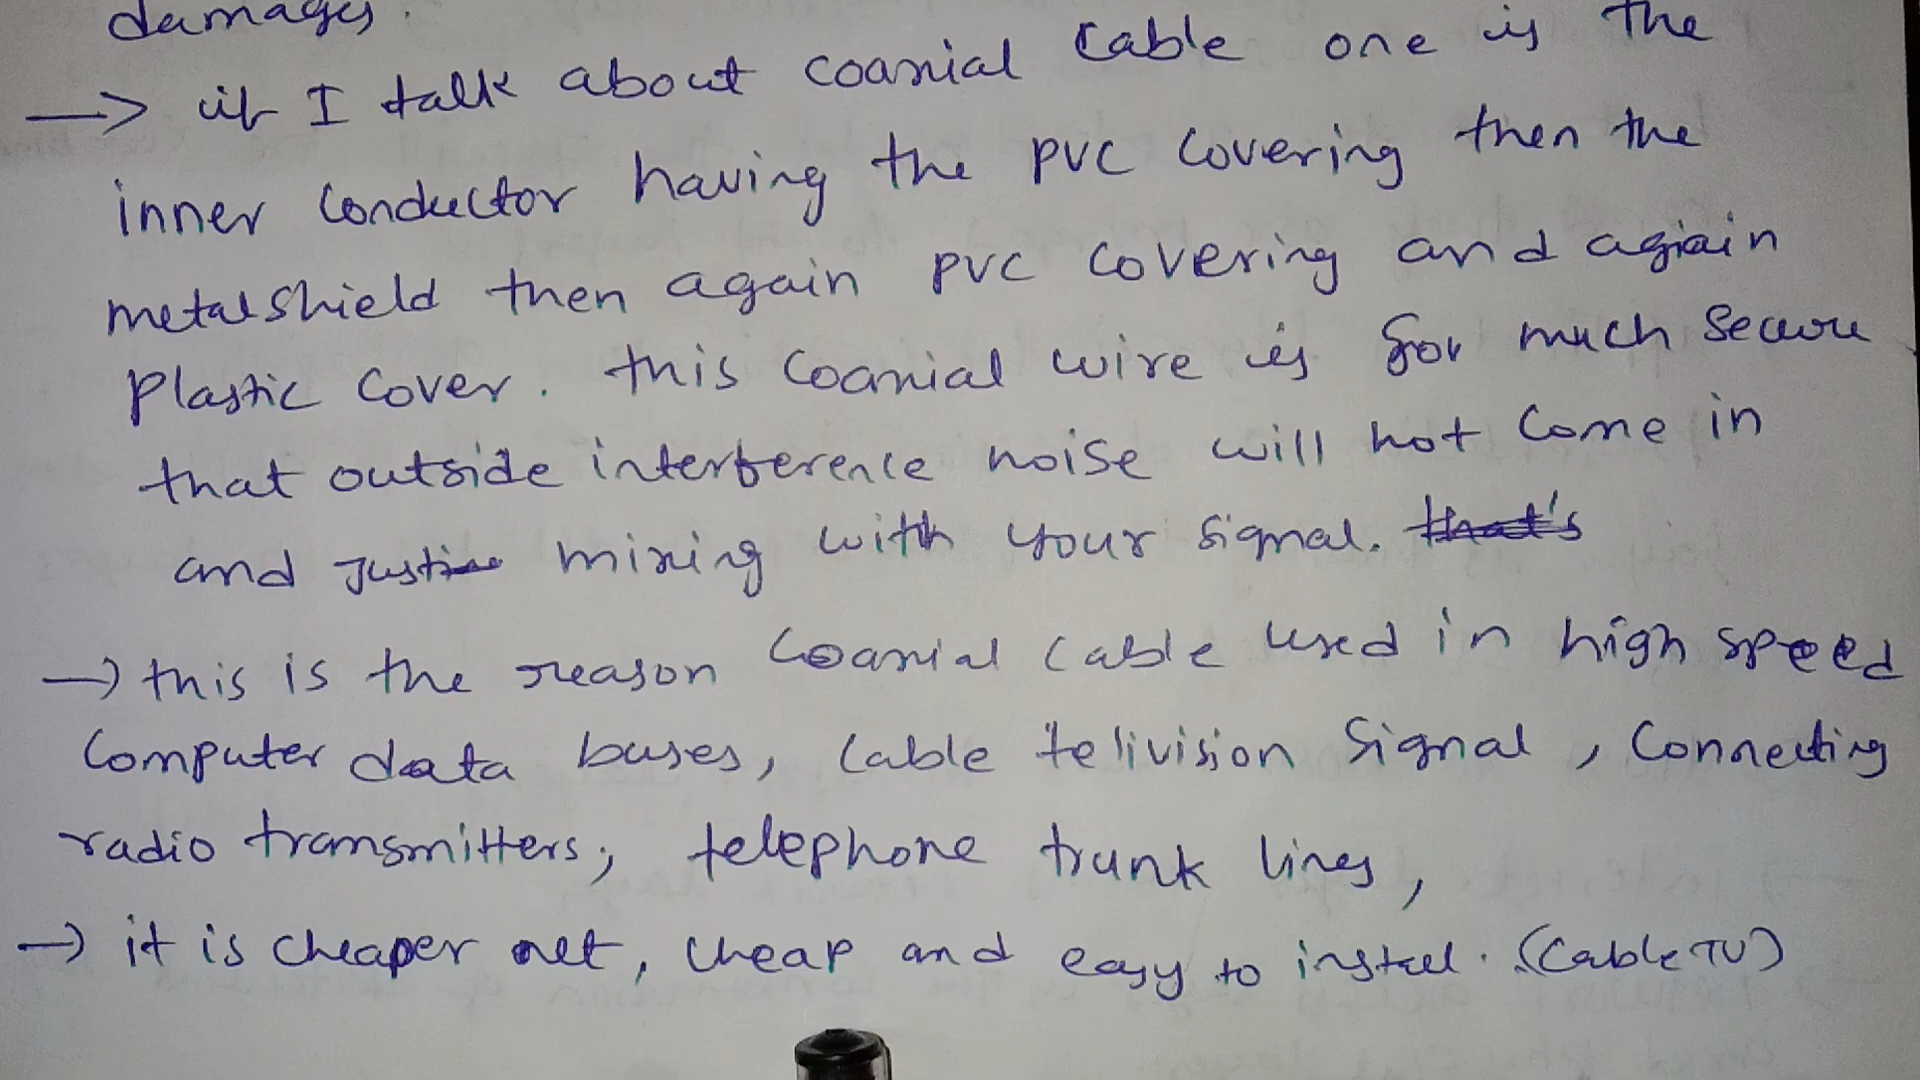 damages.
→ if I talk about coaxial cable one is the
inner conductor having the PVC covering then the
metal shield then again PVC covering and agiain
plastic cover. this coaxial wire is for much secure
that outside interference noise will not come in
and just mixing with your signal. that's
→ this is the reason coaxial cable used in high speed
computer data buses, cable telivision signal, connecting
radio transmitters, telephone trunk lines,
→ it is cheaper net, cheap and easy to install. (Cable TV)